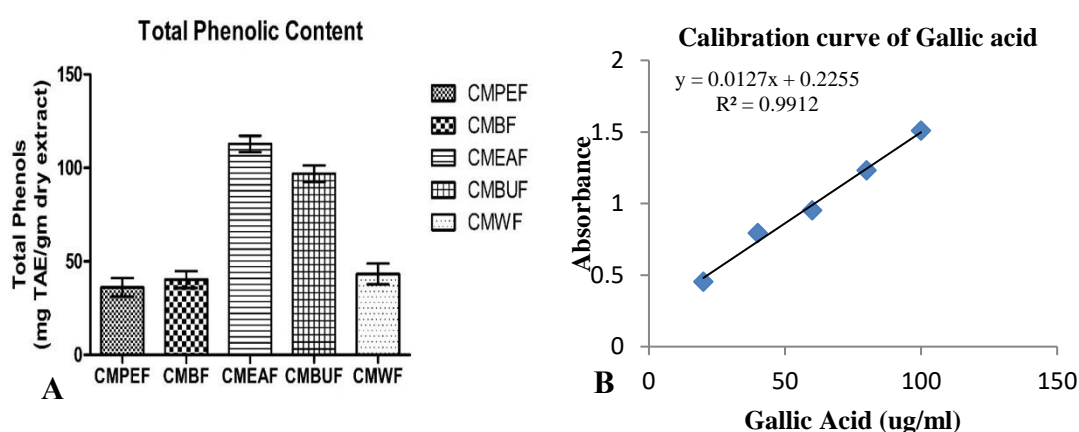 Total Phenolic Content
Total Phenols
(mg TAE/gm dry extract)
150
100
50
0
CMPEF CMBF CMEAF CMBUF CMWF
CMPEF
CMBF
CMEAF
CMBUF
CMWF
A
Calibration curve of Gallic acid
y = 0.0127x + 0.2255
R² = 0.9912
Absorbance
2
1.5
1
0.5
0
0 50 100 150
Gallic Acid (ug/ml)
B